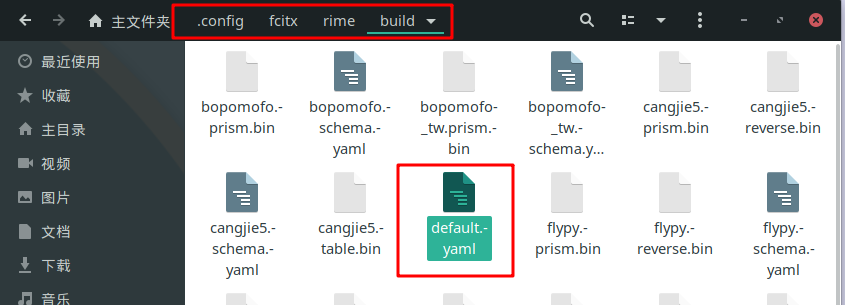 主文件夹 .config fcitx rime build
最近使用
收藏
主目录
视频
图片
文档
下载
音乐
bopomofo.-
prism.bin
bopomofo.-
schema.-
yaml
bopomofo-
_tw.prism.-
bin
bopomofo-
_tw.-
schema.y...
cangjie5.-
prism.bin
cangjie5.-
reverse.bin
cangjie5.-
schema.-
yaml
cangjie5.-
table.bin
default.-
yaml
flypy.-
prism.bin
flypy.-
reverse.bin
flypy.-
schema.-
yaml